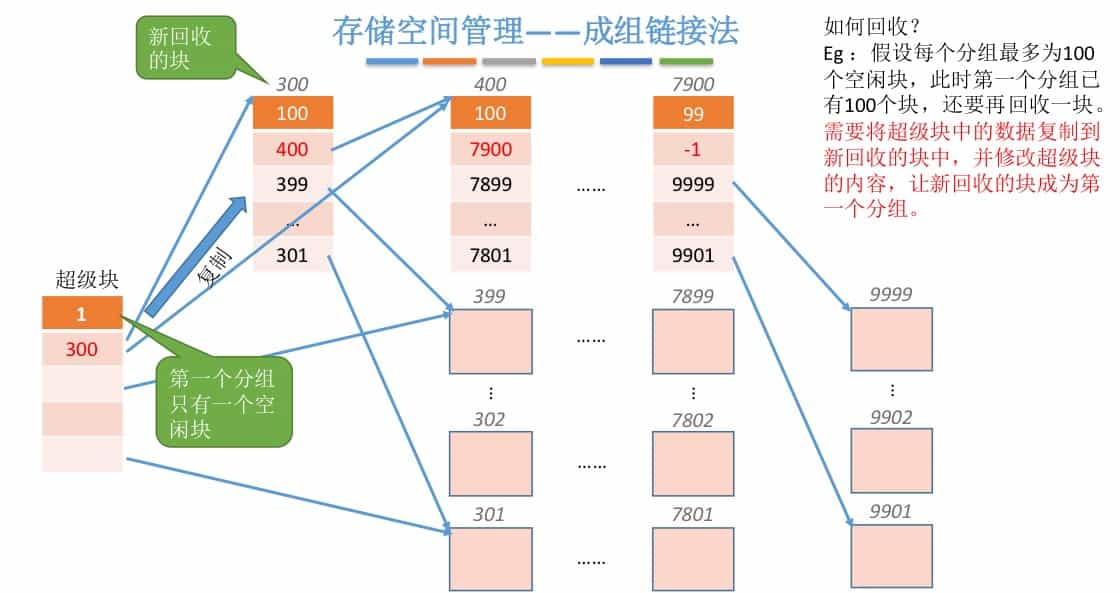 存储空间管理——成组链接法
新回收
的块
300
100
400
399
...
301
400
100
7900
7899
...
7801
......
7900
99
-1
9999
...
9901
如何回收？
Eg： 假设每个分组最多为100
个空闲块，此时第一个分组已
有100个块，还要再回收一块。
需要将超级块中的数据复制到
新回收的块中，并修改超级块
的内容，让新回收的块成为第
一个分组。
复制
超级块
1
300
第一个分组
只有一个空
闲块
399
......
7899
9999
...
...
...
302
......
7802
9902
301
......
7801
9901